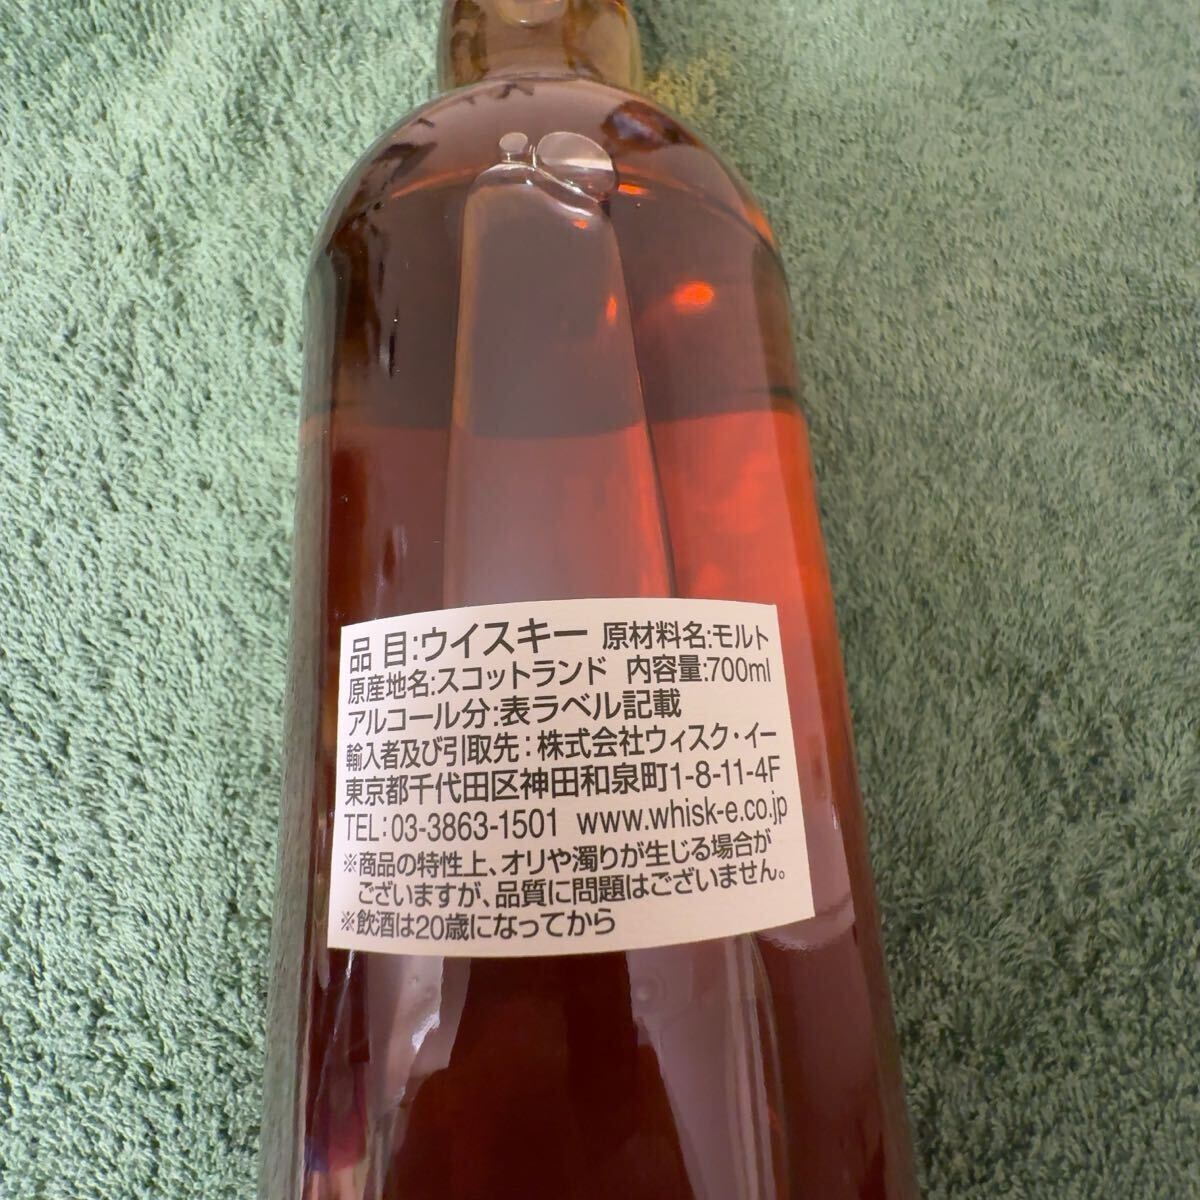 品 目:ウイスキー 原材料名:モルト
原産地名:スコットランド 内容量:700ml
アルコール分:表ラベル記載
輸入者及び引取先:株式会社ウィスク・イー
東京都千代田区神田和泉町1-8-11-4F
TEL:03-3863-1501 www.whisk-e.co.jp
※商品の特性上、オリや濁りが生じる場合が
ございますが、品質に問題はございません。
※飲酒は20歳になってから